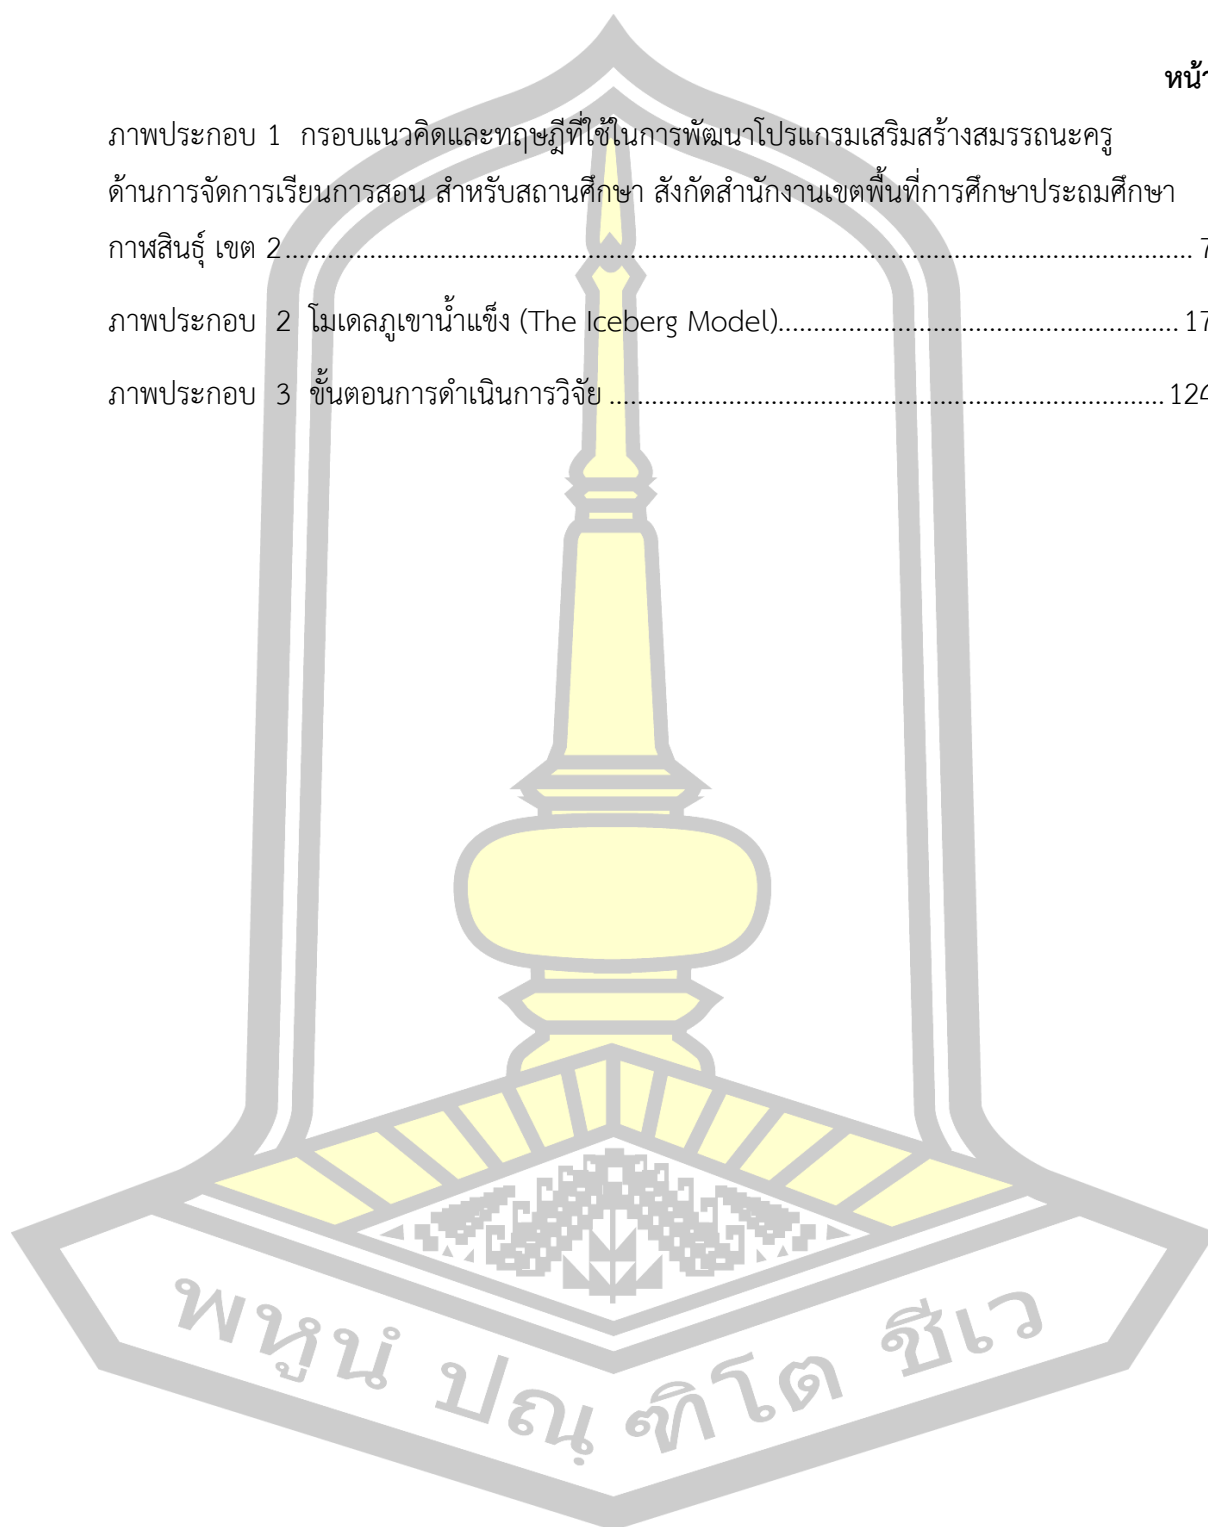 หน้า
ภาพประกอบ 1 กรอบแนวคิดและทฤษฎีที่ใช้ในการพัฒนาโปรแกรมเสริมสร้างสมรรถนะครู
ด้านการจัดการเรียนการสอน สำหรับสถานศึกษา สังกัดสำนักงานเขตพื้นที่การศึกษาประถมศึกษา
กาฬสินธุ์ เขต 2.......................................................................................................................... 7
ภาพประกอบ 2 โมเดลภูเขาน้ำแข็ง (The Iceberg Model)...................................................... 17
ภาพประกอบ 3 ขั้นตอนการดำเนินการวิจัย ........................................................................... 124
พหูนํ ปณฺฑิโต ชีเว